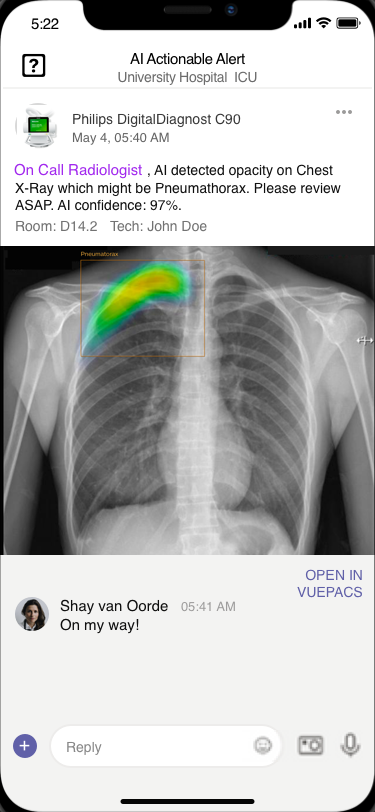 5:22
AI Actionable Alert
University Hospital ICU
Philips DigitalDiagnost C90
May 4, 05:40 AM
On Call Radiologist , AI detected opacity on Chest
X-Ray which might be Pneumathorax. Please review
ASAP. AI confidence: 97%.
Room: D14.2 Tech: John Doe
Pneumatorax
OPEN IN
VUEPACS
Shay van Oorde 05:41 AM
On my way!
Reply